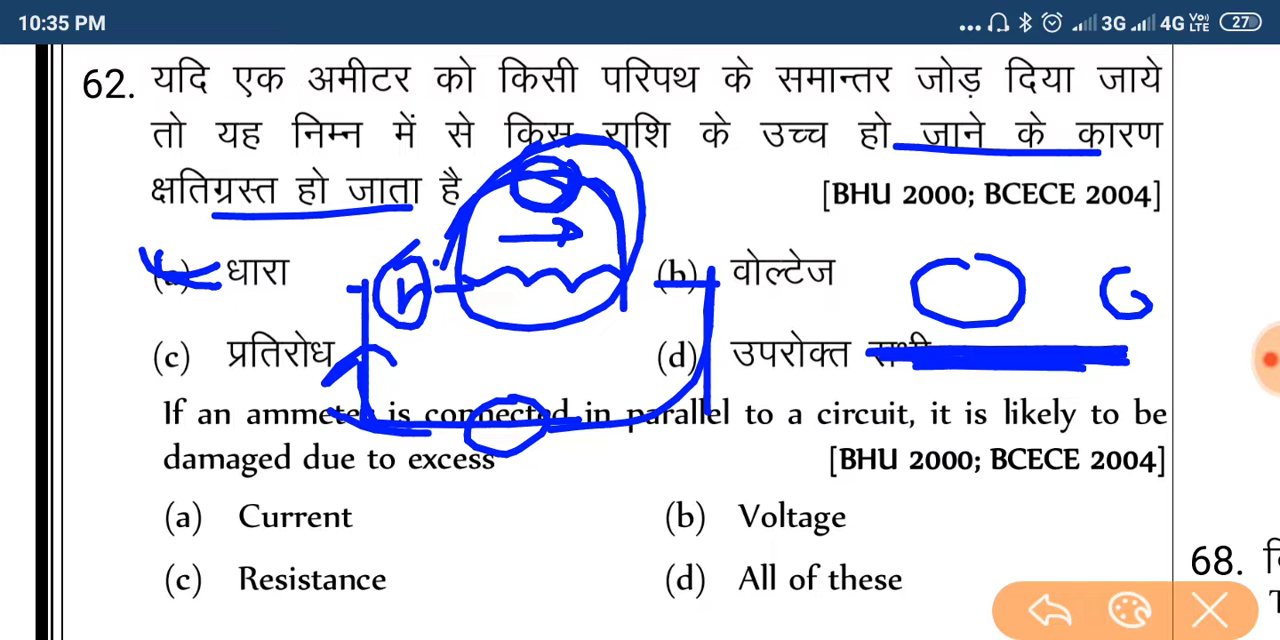 10:35 PM ... 3G 4G VoLTE 27
62. यदि एक अमीटर को किसी परिपथ के समान्तर जोड़ दिया जाये
तो यह निम्न में से किस राशि के उच्च हो जाने के कारण
क्षतिग्रस्त हो जाता है [BHU 2000; BCECE 2004]
(a) धारा (b) वोल्टेज
(c) प्रतिरोध (d) उपरोक्त सभी
If an ammeter is connected in parallel to a circuit, it is likely to be
damaged due to excess [BHU 2000; BCECE 2004]
(a) Current (b) Voltage
(c) Resistance (d) All of these
68.